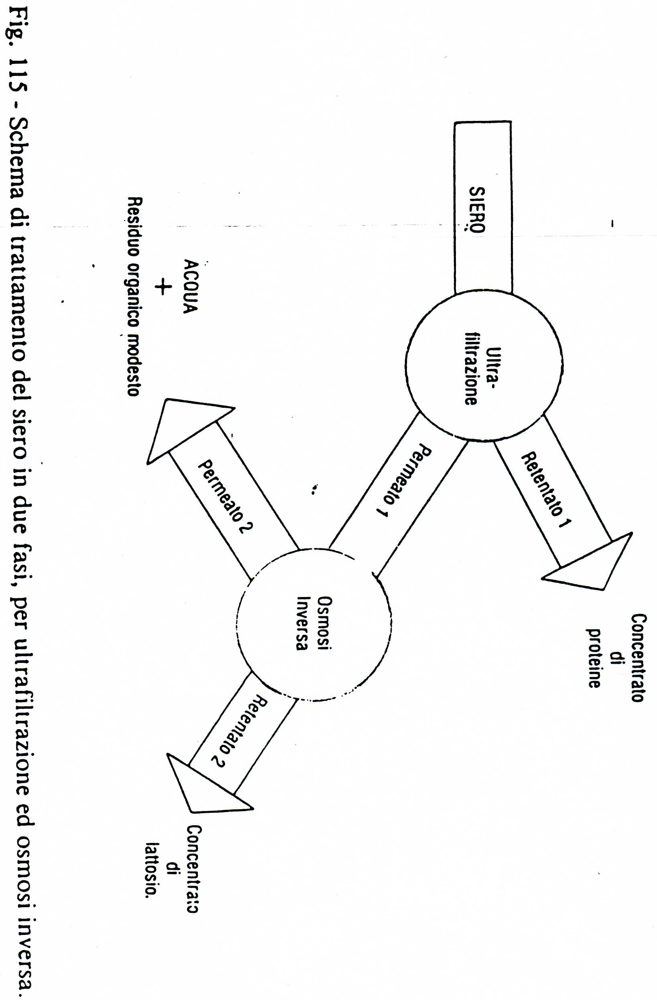 SIERO
Ultra-
filtrazione
Retentato 1
Concentrato
di
proteine
Permeato 1
Osmosi
Inversa
Permeato 2
ACQUA
+
Residuo organico modesto
Retentato 2
Concentrato
di
lattosio.
Fig. 115 - Schema di trattamento del siero in due fasi, per ultrafiltrazione ed osmosi inversa.